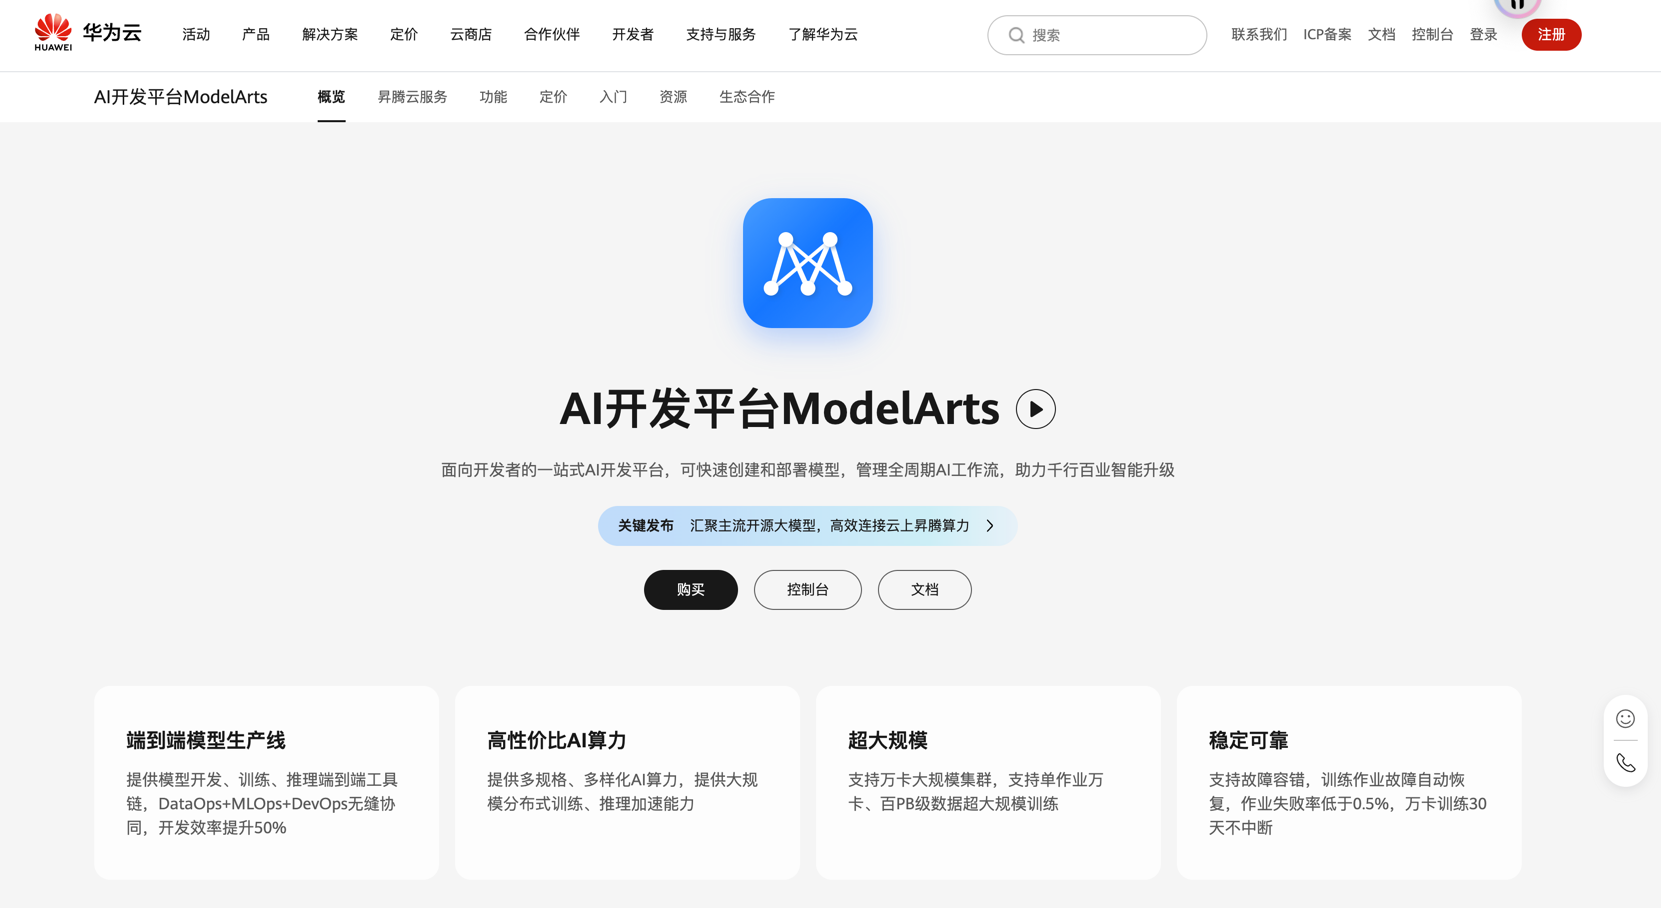 HUAWEI
华为云
活动
产品
解决方案
定价
云商店
合作伙伴
开发者
支持与服务
了解华为云
搜索
联系我们
ICP备案
文档
控制台
登录
注册
AI开发平台ModelArts
概览
昇腾云服务
功能
定价
入门
资源
生态合作
AI开发平台ModelArts
面向开发者的一站式AI开发平台，可快速创建和部署模型，管理全周期AI工作流，助力千行百业智能升级
关键发布 汇聚主流开源大模型，高效连接云上昇腾算力
购买
控制台
文档
端到端模型生产线
提供模型开发、训练、推理端到端工具
链，DataOps+MLOps+DevOps无缝协
同，开发效率提升50%
高性价比AI算力
提供多规格、多样化AI算力，提供大规
模分布式训练、推理加速能力
超大规模
支持万卡大规模集群，支持单作业万
卡、百PB级数据超大规模训练
稳定可靠
支持故障容错，训练作业故障自动恢
复，作业失败率低于0.5%，万卡训练30
天不中断